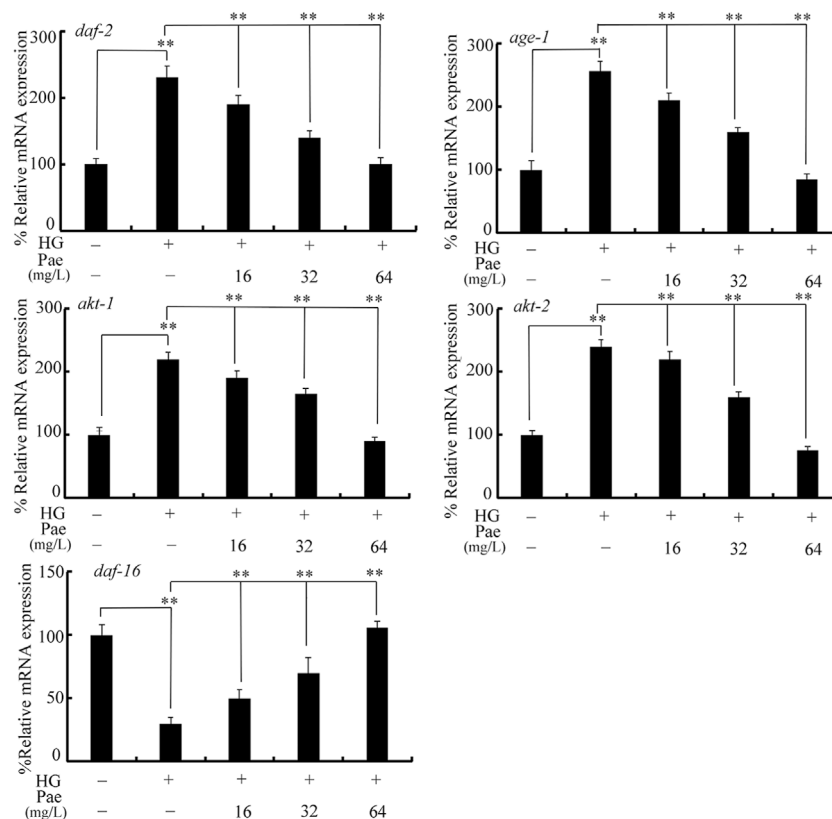 daf-2
% Relative mRNA expression
300
200
100
0
** ** ** **
HG – + + + +
Pae
(mg/L) – – 16 32 64
age-1
% Relative mRNA expression
300
200
100
0
** ** ** **
HG – + + + +
Pae
(mg/L) – – 16 32 64
akt-1
% Relative mRNA expression
300
200
100
0
** ** ** **
HG – + + + +
Pae
(mg/L) – – 16 32 64
akt-2
% Relative mRNA expression
300
200
100
0
** ** ** **
HG – + + + +
Pae
(mg/L) – – 16 32 64
daf-16
%Relative mRNA expression
150
100
50
0
** ** ** **
HG – + + + +
Pae
(mg/L) – – 16 32 64